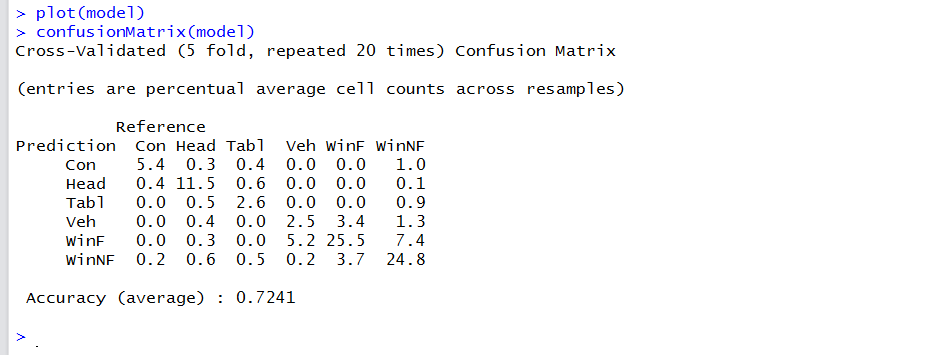 > plot(model)
> confusionMatrix(model)
Cross-Validated (5 fold, repeated 20 times) Confusion Matrix
(entries are percentual average cell counts across resamples)
Reference
Prediction Con Head Tabl Veh WinF WinNF
Con 5.4 0.3 0.4 0.0 0.0 1.0
Head 0.4 11.5 0.6 0.0 0.0 0.1
Tabl 0.0 0.5 2.6 0.0 0.0 0.9
Veh 0.0 0.4 0.0 2.5 3.4 1.3
WinF 0.0 0.3 0.0 5.2 25.5 7.4
WinNF 0.2 0.6 0.5 0.2 3.7 24.8
Accuracy (average) : 0.7241
>